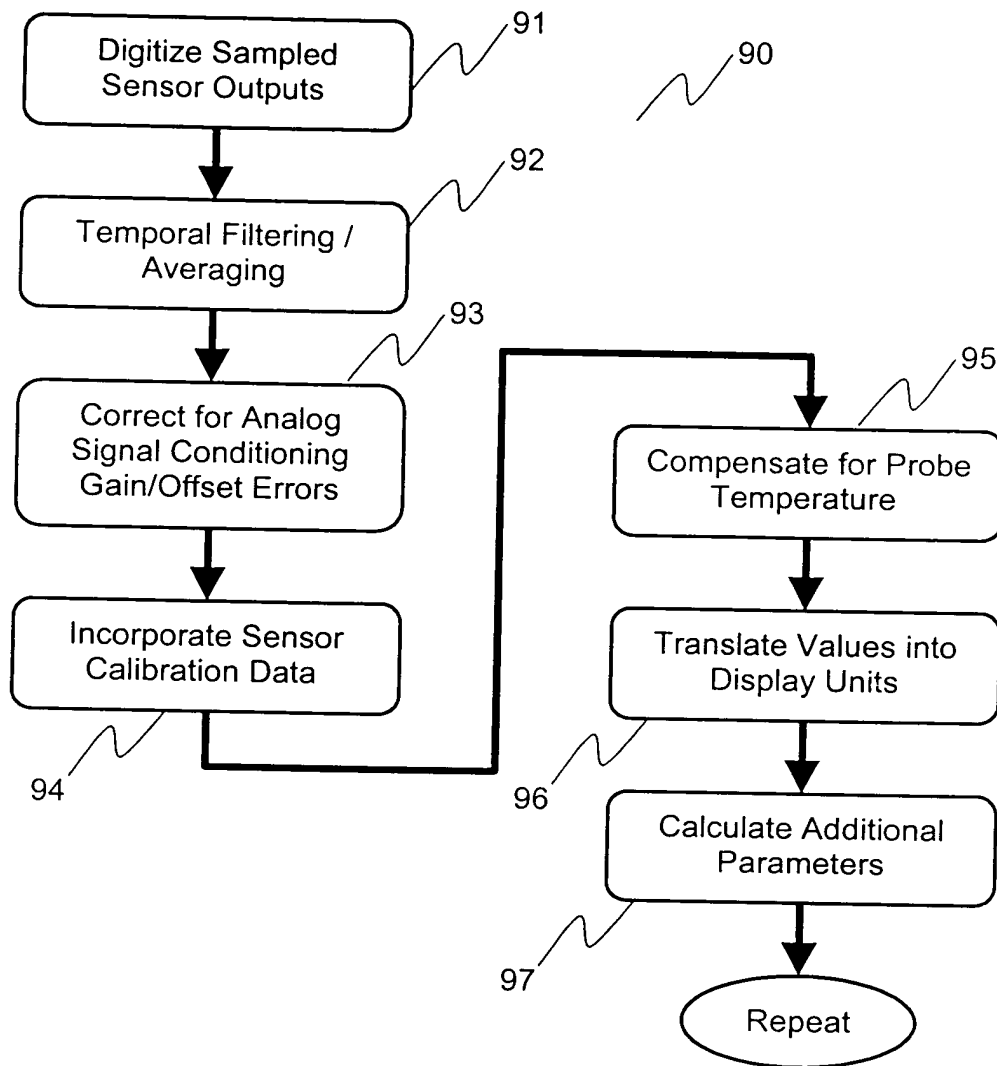 91
Digitize Sampled
Sensor Outputs
90
92
Temporal Filtering /
Averaging
93
Correct for Analog
Signal Conditioning
Gain/Offset Errors
Incorporate Sensor
Calibration Data
94
95
Compensate for Probe
Temperature
Translate Values into
Display Units
96
Calculate Additional
Parameters
97
Repeat